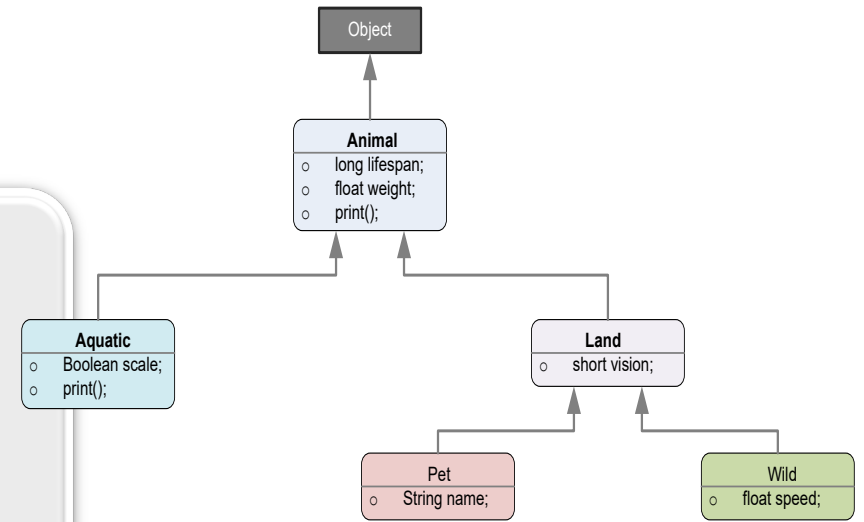 Object
Animal
long lifespan;
float weight;
print();
Aquatic
Boolean scale;
print();
Land
short vision;
Pet
String name;
Wild
float speed;